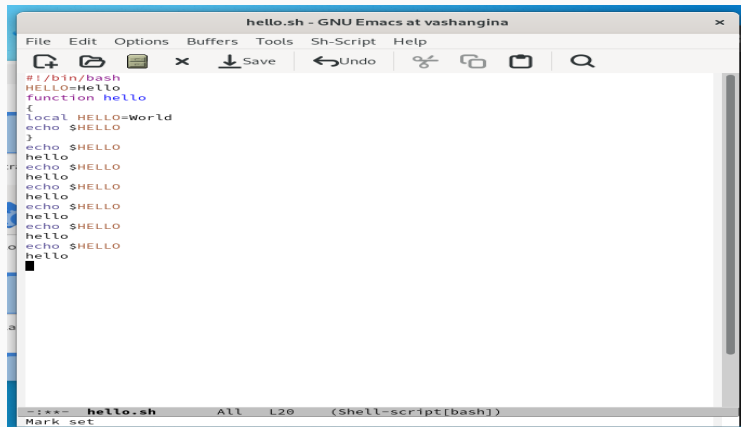 hello.sh - GNU Emacs at vashangina
File Edit Options Buffers Tools Sh-Script Help
Save Undo
#!/bin/bash
HELLO=Hello
function hello
{
local HELLO=World
echo $HELLO
}
echo $HELLO
hello
echo $HELLO
hello
echo $HELLO
hello
echo $HELLO
hello
echo $HELLO
hello
echo $HELLO
hello
-:**- hello.sh All L20 (Shell-script[bash])
Mark set